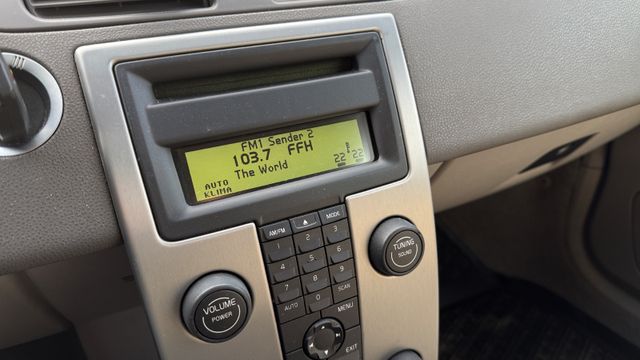 FM1 Sender 2
103.7 FFH
The World
AUTO
KLIMA
22 22
AM/FM
MODE
1 2 3
4 5 6
7 8 9
AUTO 0 SCAN
MENU
EXIT
VOLUME
POWER
TUNING
SOUND